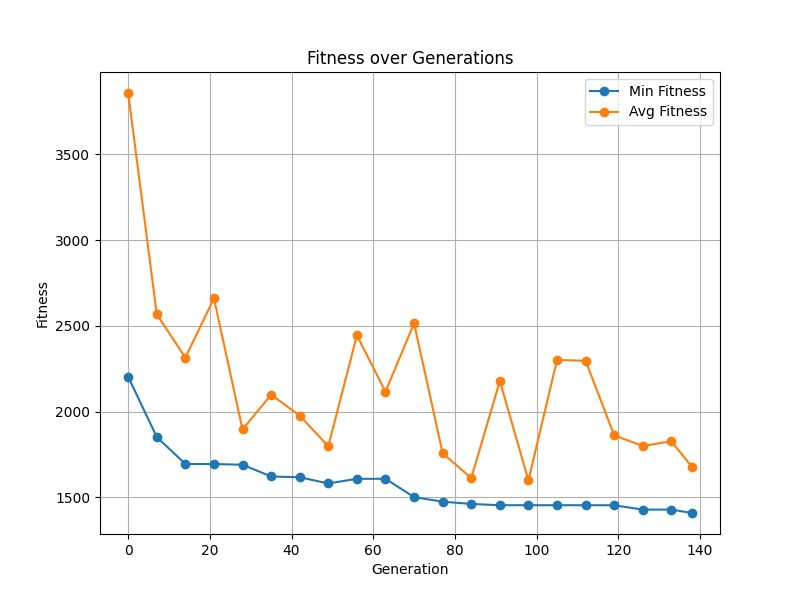 Fitness over Generations
Min Fitness
Avg Fitness
3500
3000
2500
2000
1500
Fitness
0 20 40 60 80 100 120 140
Generation